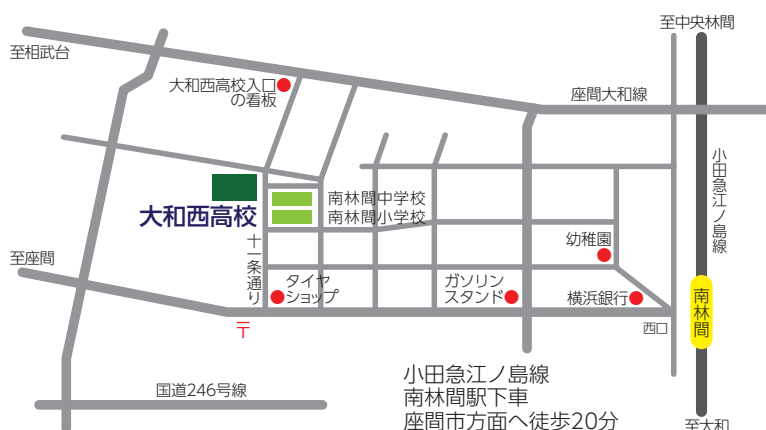 至中央林間
至相武台
大和西高校入口
の看板
座間大和線
小田急江ノ島線
南林間中学校
南林間小学校
大和西高校
十一条通り
幼稚園
至座間
タイヤ
ショップ
ガソリン
スタンド
横浜銀行
南林間
西口
〒
国道246号線
小田急江ノ島線
南林間駅下車
座間市方面へ徒歩20分
至大和